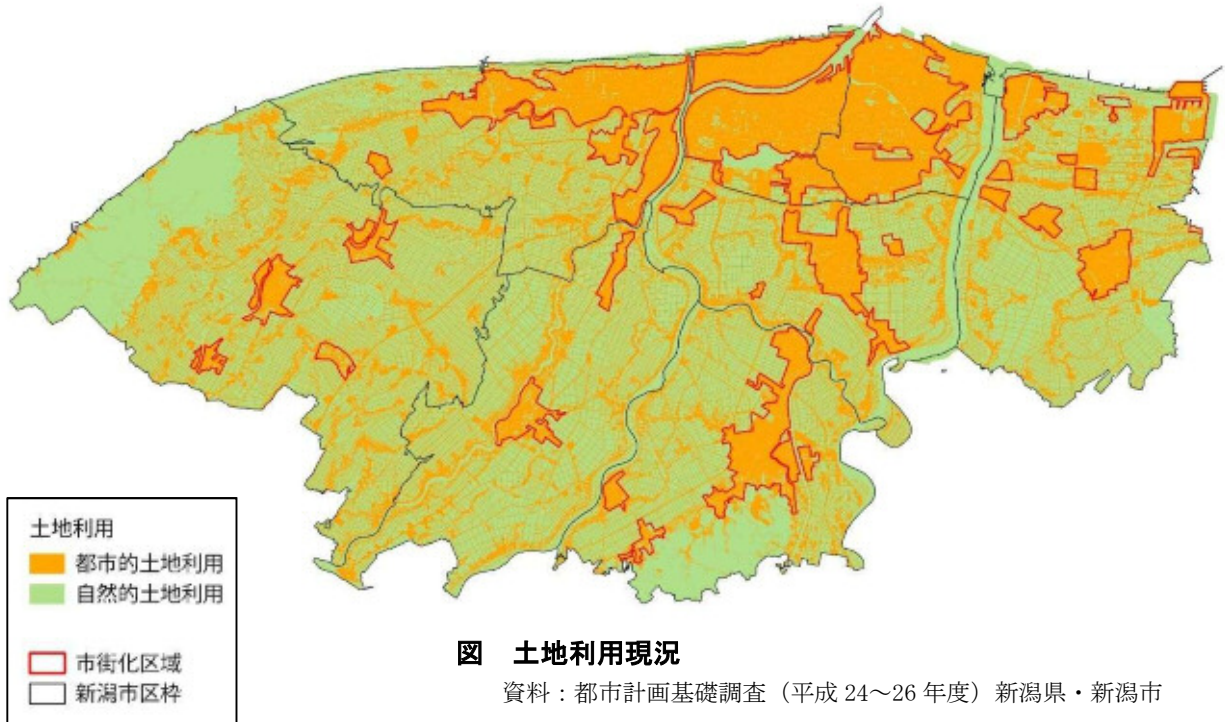 土地利用
都市的土地利用
自然的土地利用
市街化区域
新潟市区枠
図 土地利用現況
資料:都市計画基礎調査(平成 24~26 年度)新潟県・新潟市